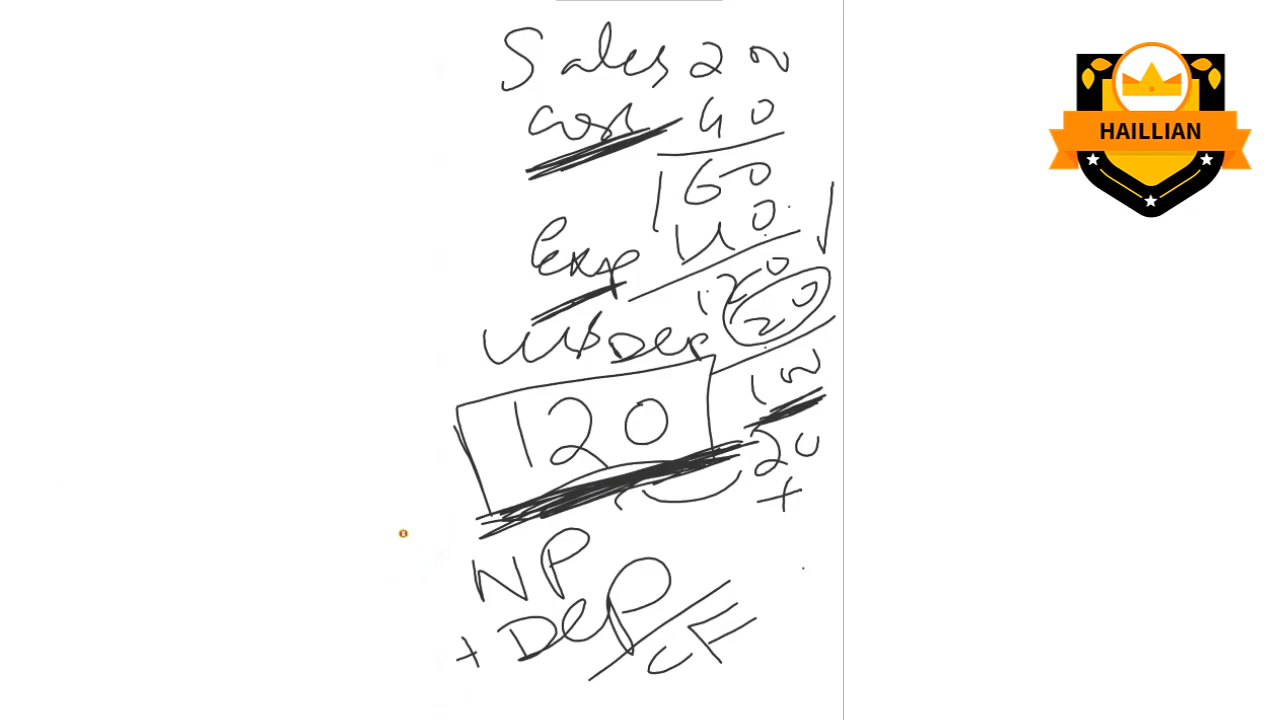 Sales 200
Cost 40
160
Exp 40
120
Dep 20
100
120
20
+
NP
+ Dep
CF
HAILLIAN